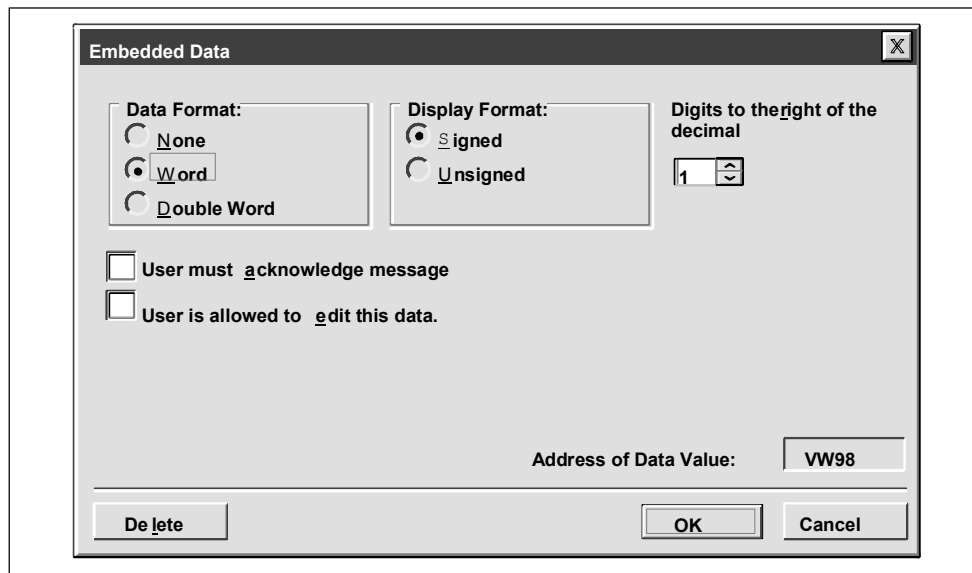 Embedded Data
X
Data Format:
None
Word
Double Word
Display Format:
Signed
Unsigned
Digits to theright of the
decimal
1
User must acknowledge message
User is allowed to edit this data.
Address of Data Value:
VW98
Delete
OK
Cancel